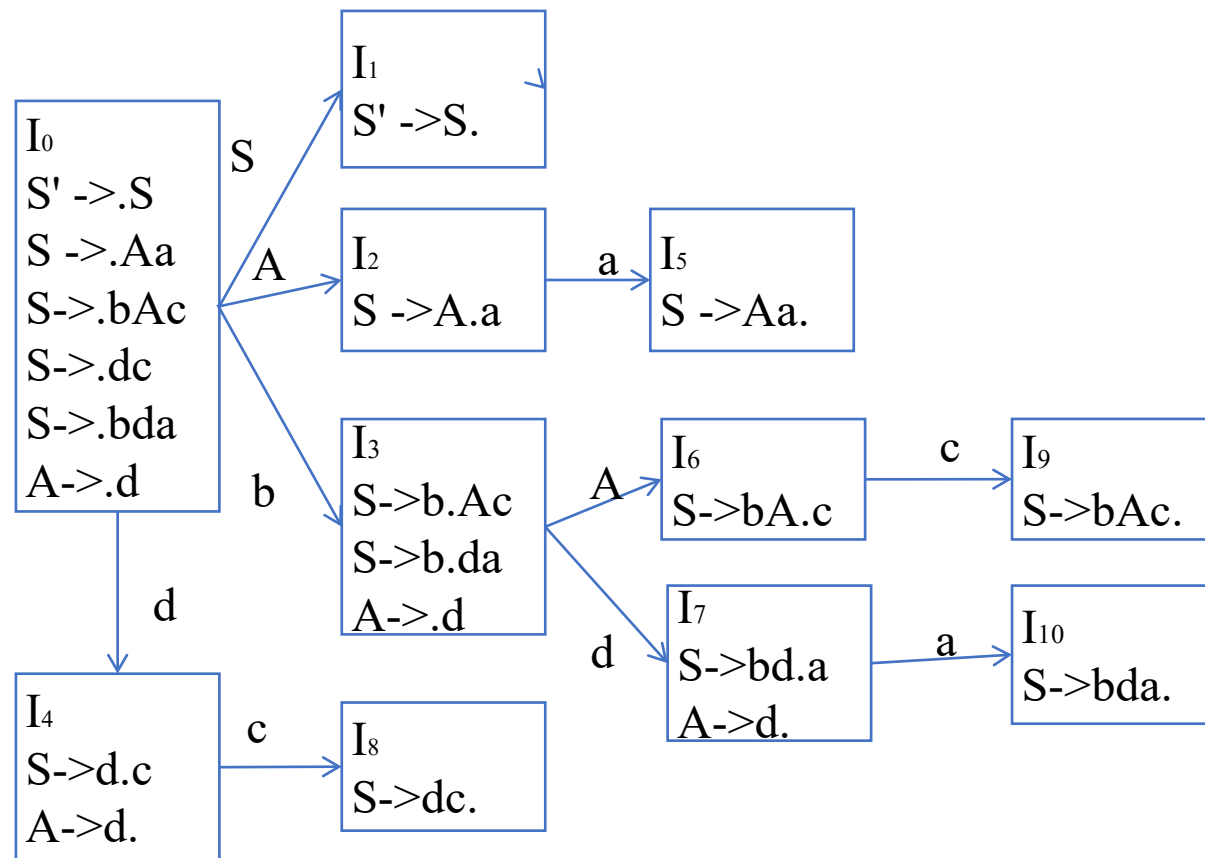 I₀
S' ->.S
S ->.Aa
S->.bAc
S->.dc
S->.bda
A->.d
S
A
b
d
I₁
S' ->S.
I₂
S ->A.a
a
I₅
S ->Aa.
I₃
S->b.Ac
S->b.da
A->.d
A
d
I₆
S->bA.c
c
I₉
S->bAc.
I₇
S->bd.a
A->d.
a
I₁₀
S->bda.
I₄
S->d.c
A->d.
c
I₈
S->dc.